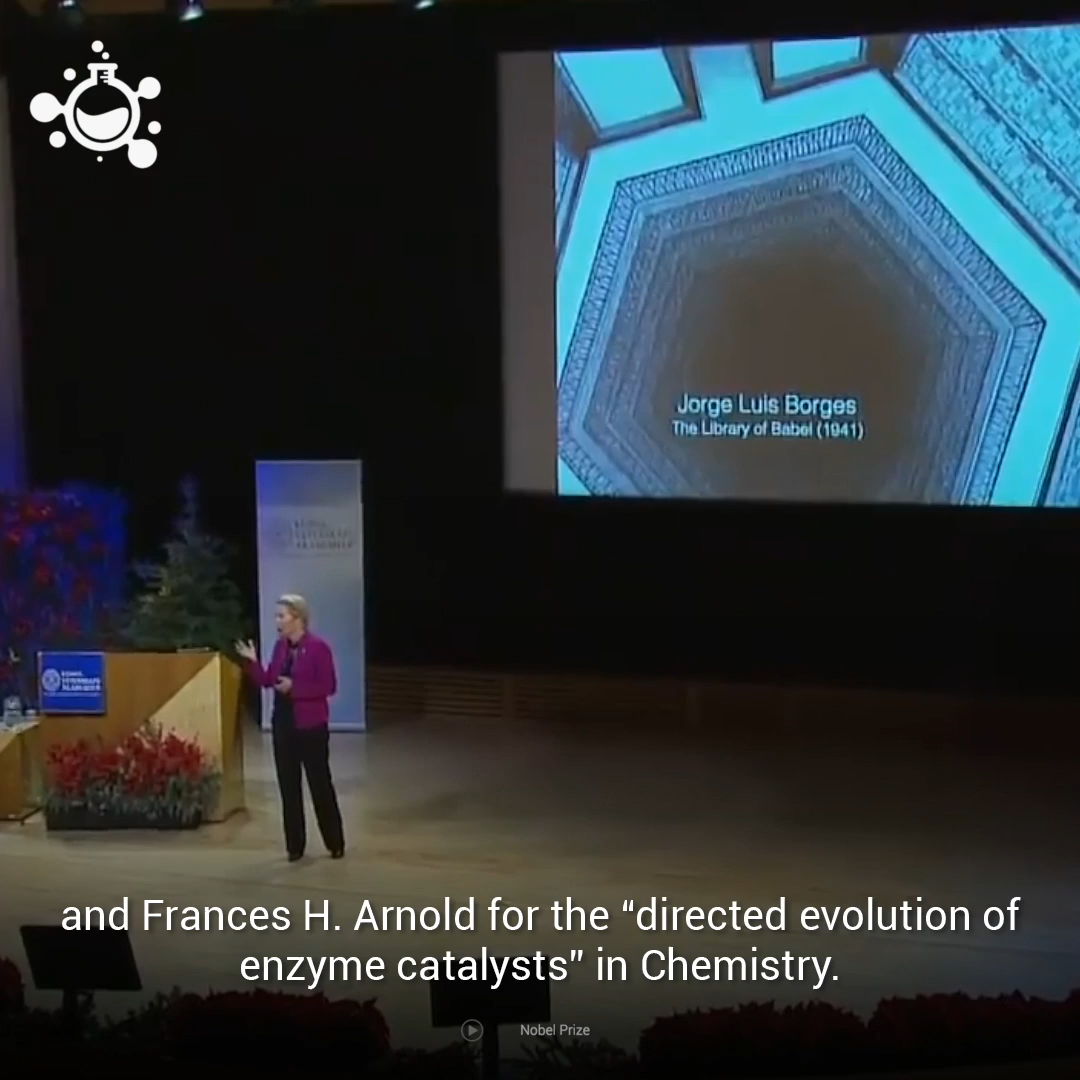 Jorge Luis Borges
The Library of Babel (1941)
and Frances H. Arnold for the “directed evolution of
enzyme catalysts” in Chemistry.
Nobel Prize